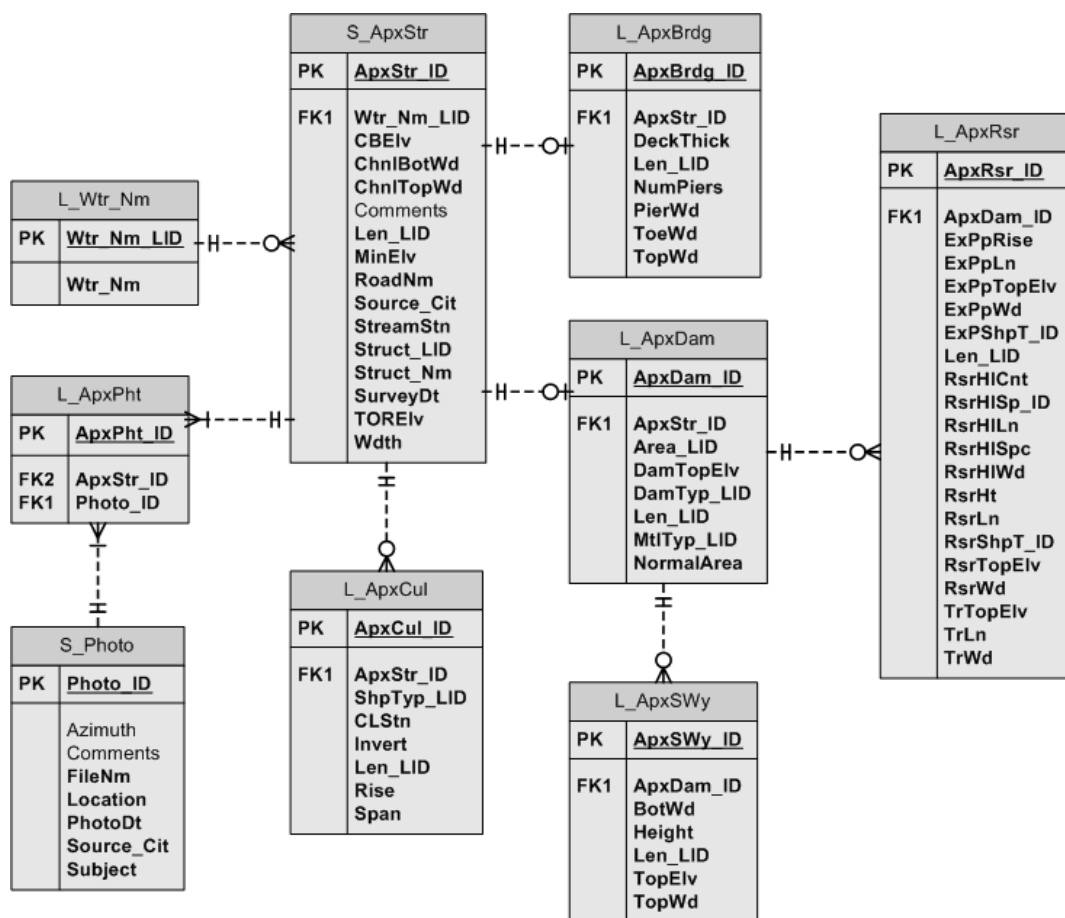 S_ApxStr
PK ApxStr_ID
FK1 Wtr_Nm_LID
CBElv
ChnlBotWd
ChnlTopWd
Comments
Len_LID
MinElv
RoadNm
Source_Cit
StreamStn
Struct_LID
Struct_Nm
SurveyDt
TORElv
Wdth
L_ApxBrdg
PK ApxBrdg_ID
FK1 ApxStr_ID
DeckThick
Len_LID
NumPiers
PierWd
ToeWd
TopWd
L_ApxRsr
PK ApxRsr_ID
FK1 ApxDam_ID
ExPpRise
ExPpLn
ExPpTopElv
ExPpWd
ExPShpT_ID
Len_LID
RsrHlCnt
RsrHlSp_ID
RsrHlLn
RsrHlSpc
RsrHlWd
RsrHt
RsrLn
RsrShpT_ID
RsrTopElv
RsrWd
TrTopElv
TrLn
TrWd
L_Wtr_Nm
PK Wtr_Nm_LID
Wtr_Nm
L_ApxDam
PK ApxDam_ID
FK1 ApxStr_ID
Area_LID
DamTopElv
DamTyp_LID
Len_LID
MtlTyp_LID
NormalArea
L_ApxPht
PK ApxPht_ID
FK2 ApxStr_ID
FK1 Photo_ID
L_ApxCul
PK ApxCul_ID
FK1 ApxStr_ID
ShpTyp_LID
CLStn
Invert
Len_LID
Rise
Span
S_Photo
PK Photo_ID
Azimuth
Comments
FileNm
Location
PhotoDt
Source_Cit
Subject
L_ApxSWy
PK ApxSWy_ID
FK1 ApxDam_ID
BotWd
Height
Len_LID
TopElv
TopWd